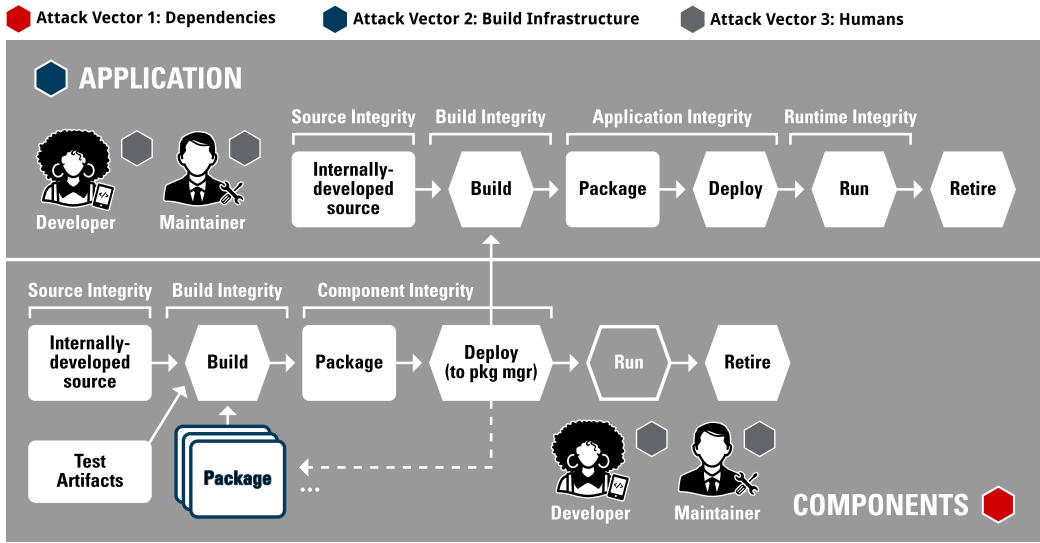 Attack Vector 1: Dependencies
Attack Vector 2: Build Infrastructure
Attack Vector 3: Humans
APPLICATION
Source Integrity
Build Integrity
Application Integrity
Runtime Integrity
Internally-
developed
source
Build
Package
Deploy
Run
Retire
</>
Developer
Maintainer
Source Integrity
Build Integrity
Component Integrity
Internally-
developed
source
Build
Package
Deploy
(to pkg mgr)
Run
Retire
Test
Artifacts
Package
...
</>
Developer
Maintainer
COMPONENTS